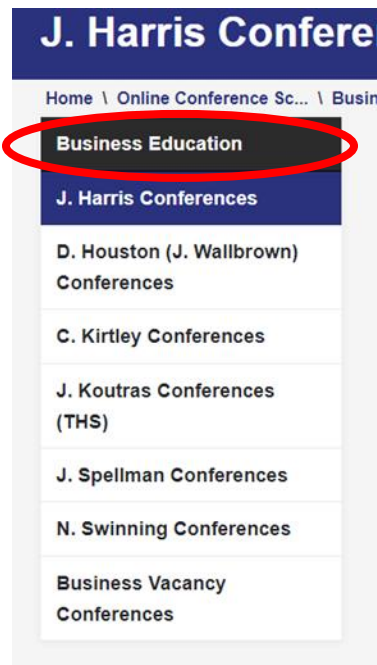 J. Harris Confere
Home \ Online Conference Sc... \ Busin
Business Education
J. Harris Conferences
D. Houston (J. Wallbrown)
Conferences
C. Kirtley Conferences
J. Koutras Conferences
(THS)
J. Spellman Conferences
N. Swinning Conferences
Business Vacancy
Conferences